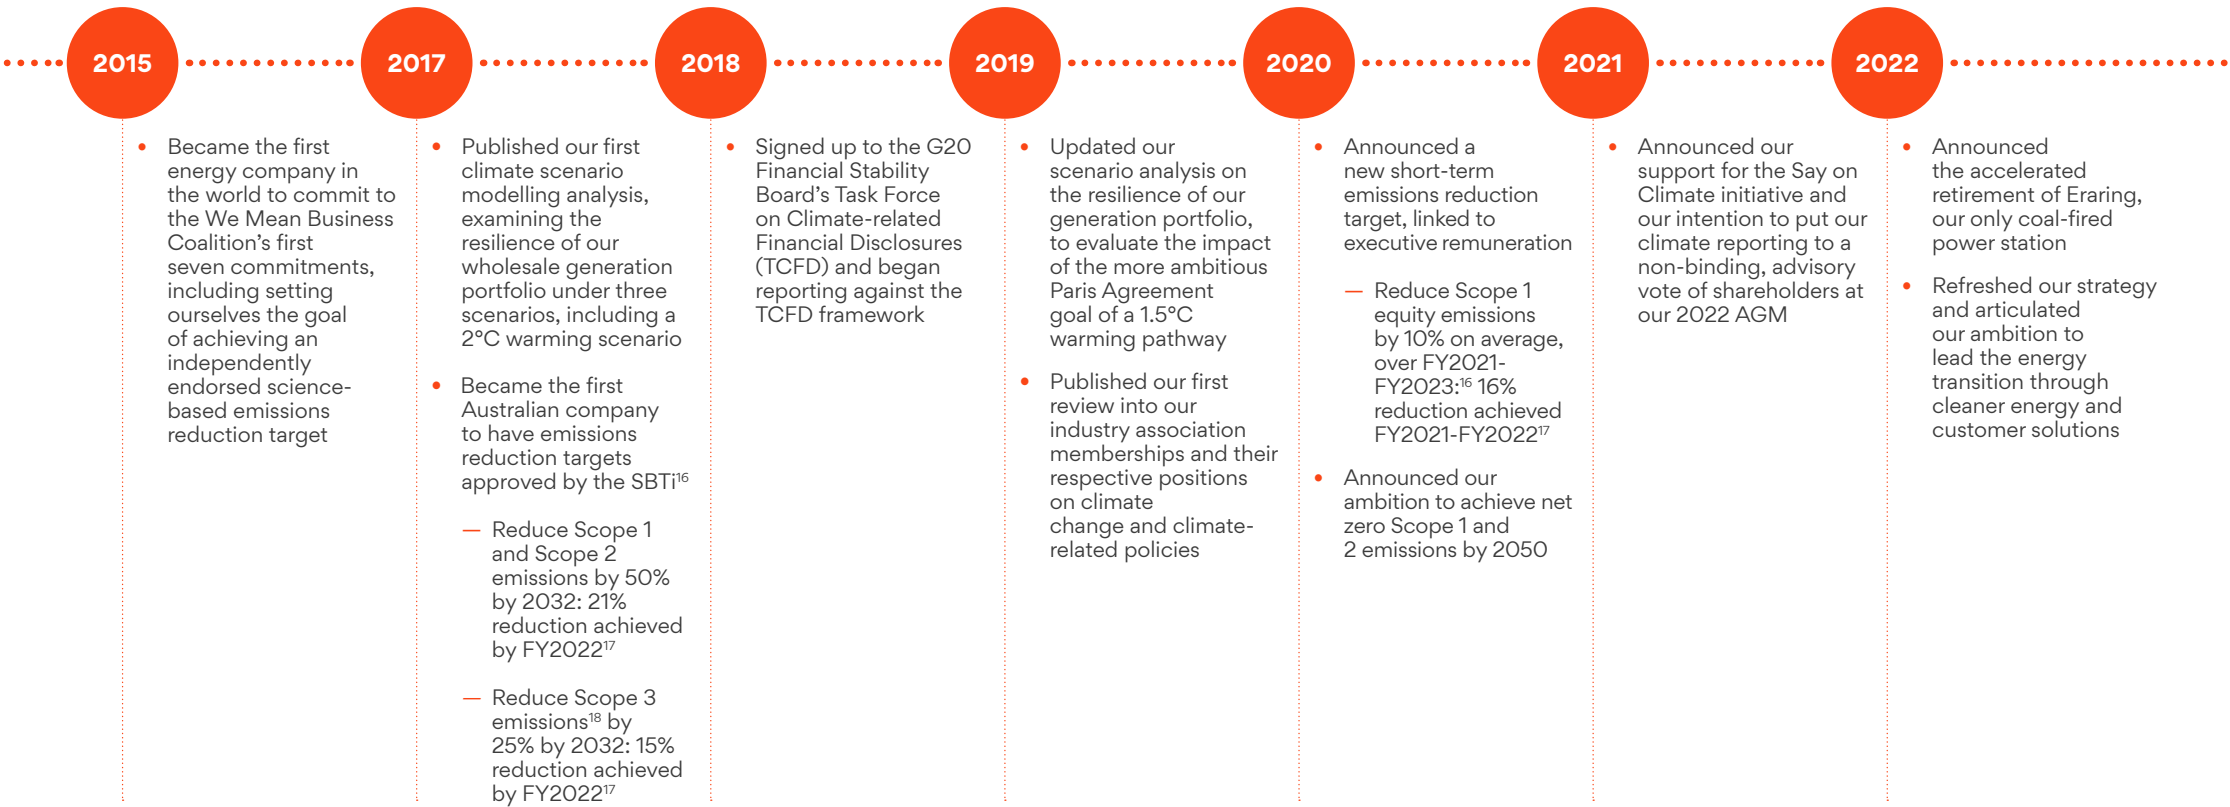 2015
2017
2018
2019
2020
2021
2022
• Became the first
energy company in
the world to commit to
the We Mean Business
Coalition’s first
seven commitments,
including setting
ourselves the goal
of achieving an
independently
endorsed science-
based emissions
reduction target
• Published our first
climate scenario
modelling analysis,
examining the
resilience of our
wholesale generation
portfolio under three
scenarios, including a
2°C warming scenario
• Became the first
Australian company
to have emissions
reduction targets
approved by the SBTi¹⁶
— Reduce Scope 1
and Scope 2
emissions by 50%
by 2032: 21%
reduction achieved
by FY2022¹⁷
— Reduce Scope 3
emissions¹⁸ by
25% by 2032: 15%
reduction achieved
by FY2022¹⁷
• Signed up to the G20
Financial Stability
Board’s Task Force
on Climate-related
Financial Disclosures
(TCFD) and began
reporting against the
TCFD framework
• Updated our
scenario analysis on
the resilience of our
generation portfolio,
to evaluate the impact
of the more ambitious
Paris Agreement
goal of a 1.5°C
warming pathway
• Published our first
review into our
industry association
memberships and their
respective positions
on climate
change and climate-
related policies
• Announced a
new short-term
emissions reduction
target, linked to
executive remuneration
— Reduce Scope 1
equity emissions
by 10% on average,
over FY2021-
FY2023:¹⁶ 16%
reduction achieved
FY2021-FY2022¹⁷
• Announced our
ambition to achieve net
zero Scope 1 and
2 emissions by 2050
• Announced our
support for the Say on
Climate initiative and
our intention to put our
climate reporting to a
non-binding, advisory
vote of shareholders at
our 2022 AGM
• Announced
the accelerated
retirement of Eraring,
our only coal-fired
power station
• Refreshed our strategy
and articulated
our ambition to
lead the energy
transition through
cleaner energy and
customer solutions